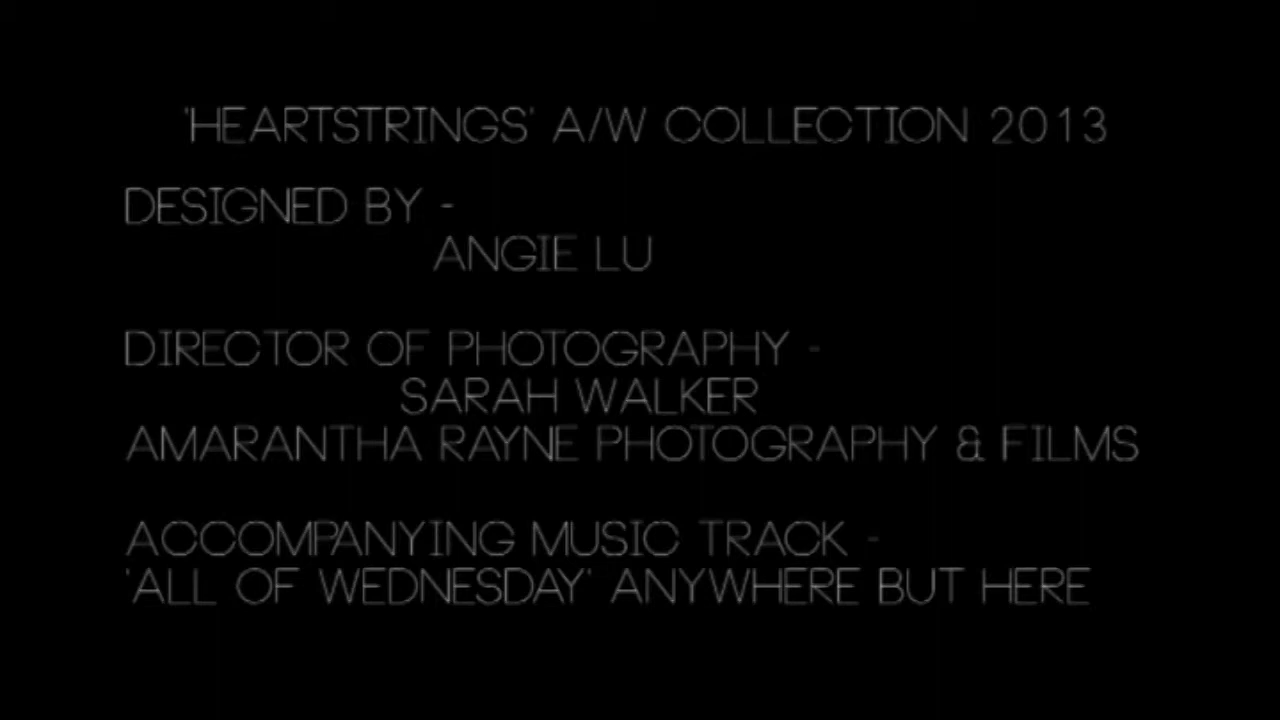 'HEARTSTRINGS' A/W COLLECTION 2013
DESIGNED BY -
ANGIE LU
DIRECTOR OF PHOTOGRAPHY -
SARAH WALKER
AMARANTHA RAYNE PHOTOGRAPHY & FILMS
ACCOMPANYING MUSIC TRACK -
'ALL OF WEDNESDAY' ANYWHERE BUT HERE